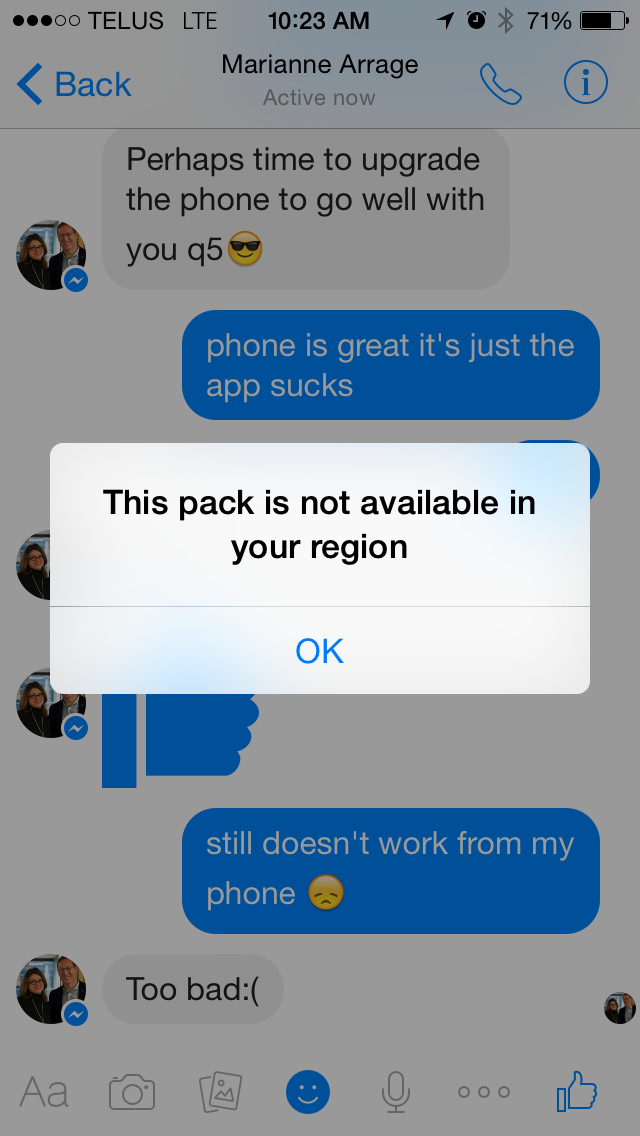 TELUS LTE 10:23 AM 71%
Back
Marianne Arrage
Active now
Perhaps time to upgrade
the phone to go well with
you q5😎
phone is great it's just the
app sucks
This pack is not available in
your region
OK
still doesn't work from my
phone 😞
Too bad:(
Aa